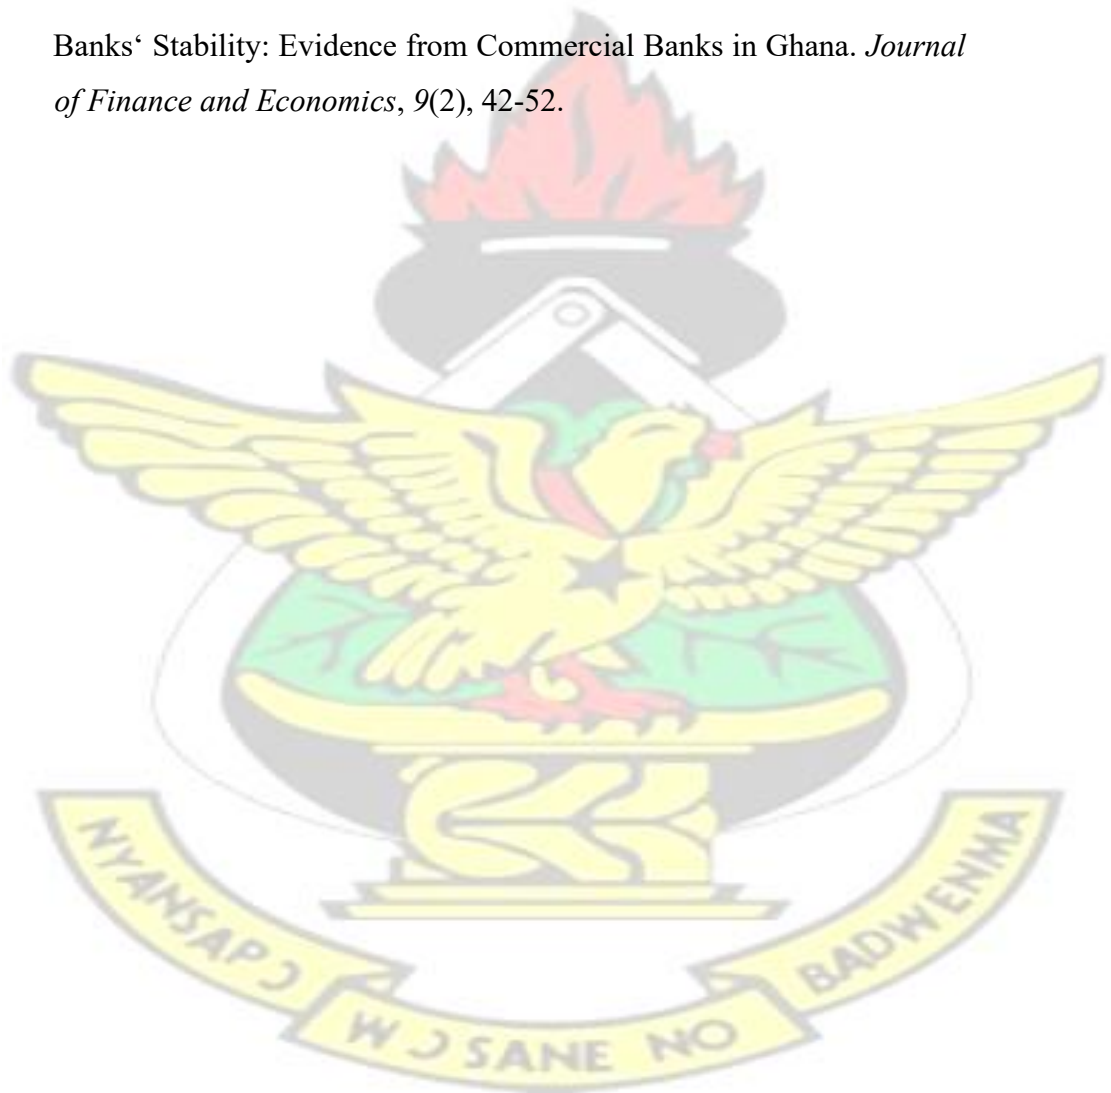 Banks‘ Stability: Evidence from Commercial Banks in Ghana. Journal
of Finance and Economics, 9(2), 42-52.
NYANSAPƆ
WƆSANE NO
BADWENMA